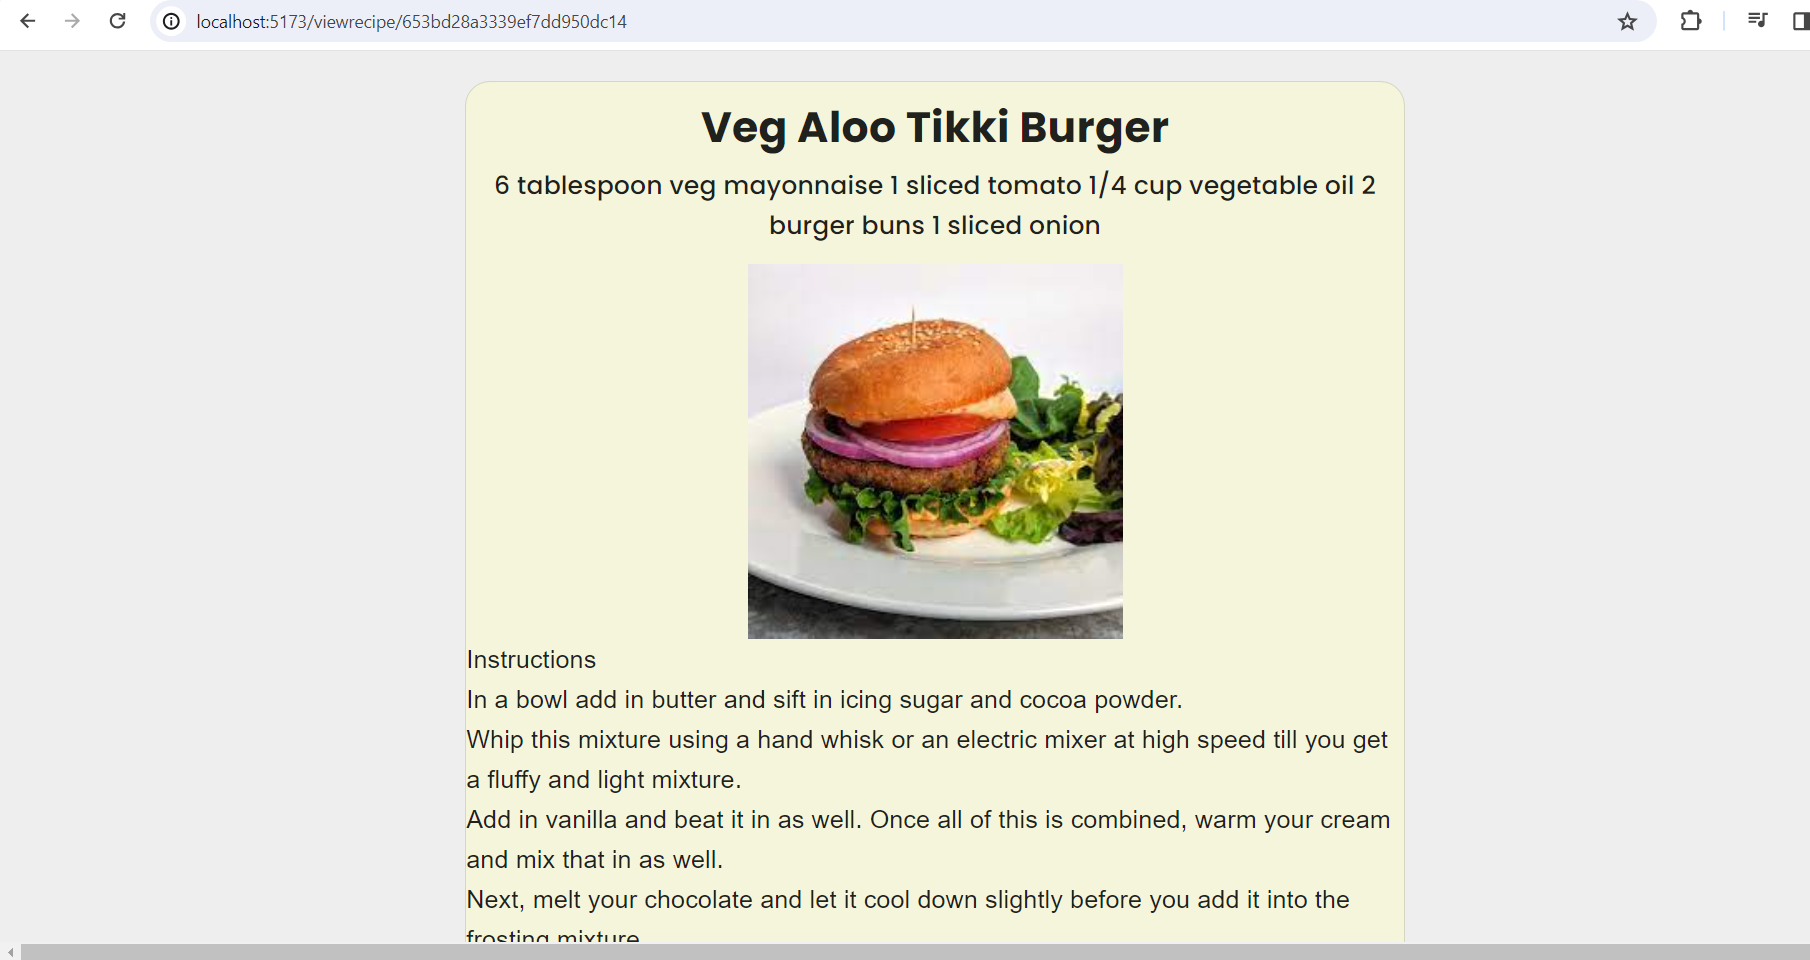 localhost:5173/viewrecipe/653bd28a3339ef7dd950dc14
Veg Aloo Tikki Burger
6 tablespoon veg mayonnaise 1 sliced tomato 1/4 cup vegetable oil 2
burger buns 1 sliced onion
Instructions
In a bowl add in butter and sift in icing sugar and cocoa powder.
Whip this mixture using a hand whisk or an electric mixer at high speed till you get
a fluffy and light mixture.
Add in vanilla and beat it in as well. Once all of this is combined, warm your cream
and mix that in as well.
Next, melt your chocolate and let it cool down slightly before you add it into the
frosting mixture